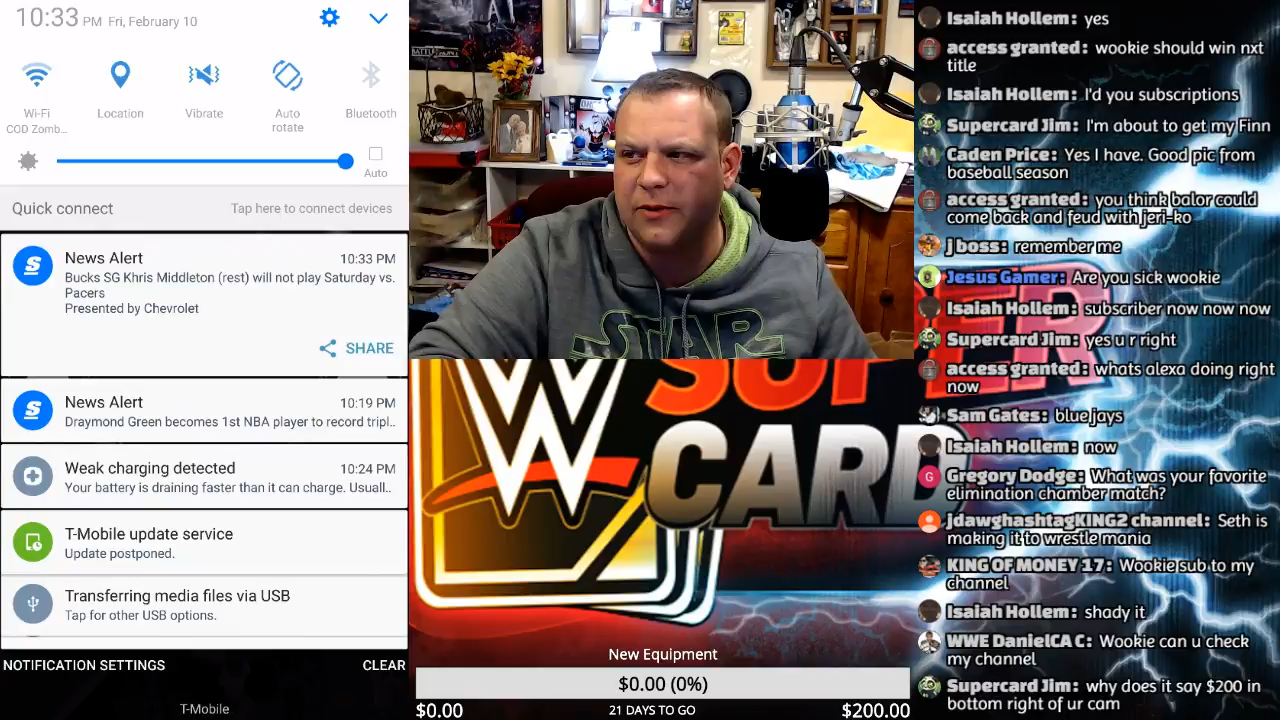 10:33 PM Fri, February 10
Wi-Fi
COD Zomb...
Location
Vibrate
Auto
rotate
Bluetooth
Auto
Quick connect
Tap here to connect devices
News Alert 10:33 PM
Bucks SG Khris Middleton (rest) will not play Saturday vs.
Pacers
Presented by Chevrolet
SHARE
News Alert 10:19 PM
Draymond Green becomes 1st NBA player to record tripl..
Weak charging detected 10:24 PM
Your battery is draining faster than it can charge. Usuall..
T-Mobile update service
Update postponed.
Transferring media files via USB
Tap for other USB options.
NOTIFICATION SETTINGS CLEAR
T-Mobile
STAR
W
SUPER
CARD
New Equipment
$0.00 (0%)
$0.00 21 DAYS TO GO $200.00
Isaiah Hollem: yes
access granted: wookie should win nxt
title
Isaiah Hollem: I'd you subscriptions
Supercard Jim: I'm about to get my Finn
Caden Price: Yes I have. Good pic from
baseball season
access granted: you think balor could
come back and feud with jeri-ko
j boss: remember me
Jesus Gamer: Are you sick wookie
Isaiah Hollem: subscriber now now now
Supercard Jim: yes u r right
access granted: whats alexa doing right
now
Sam Gates: blue jays
Isaiah Hollem: now
G
Gregory Dodge: What was your favorite
elimination chamber match?
jdawghashtagKING2 channel: Seth is
making it to wrestle mania
KING OF MONEY 17: Wookie sub to my
channel
Isaiah Hollem: shady it
WWE DanielCA C: Wookie can u check
my channel
Supercard Jim: why does it say $200 in
bottom right of ur cam